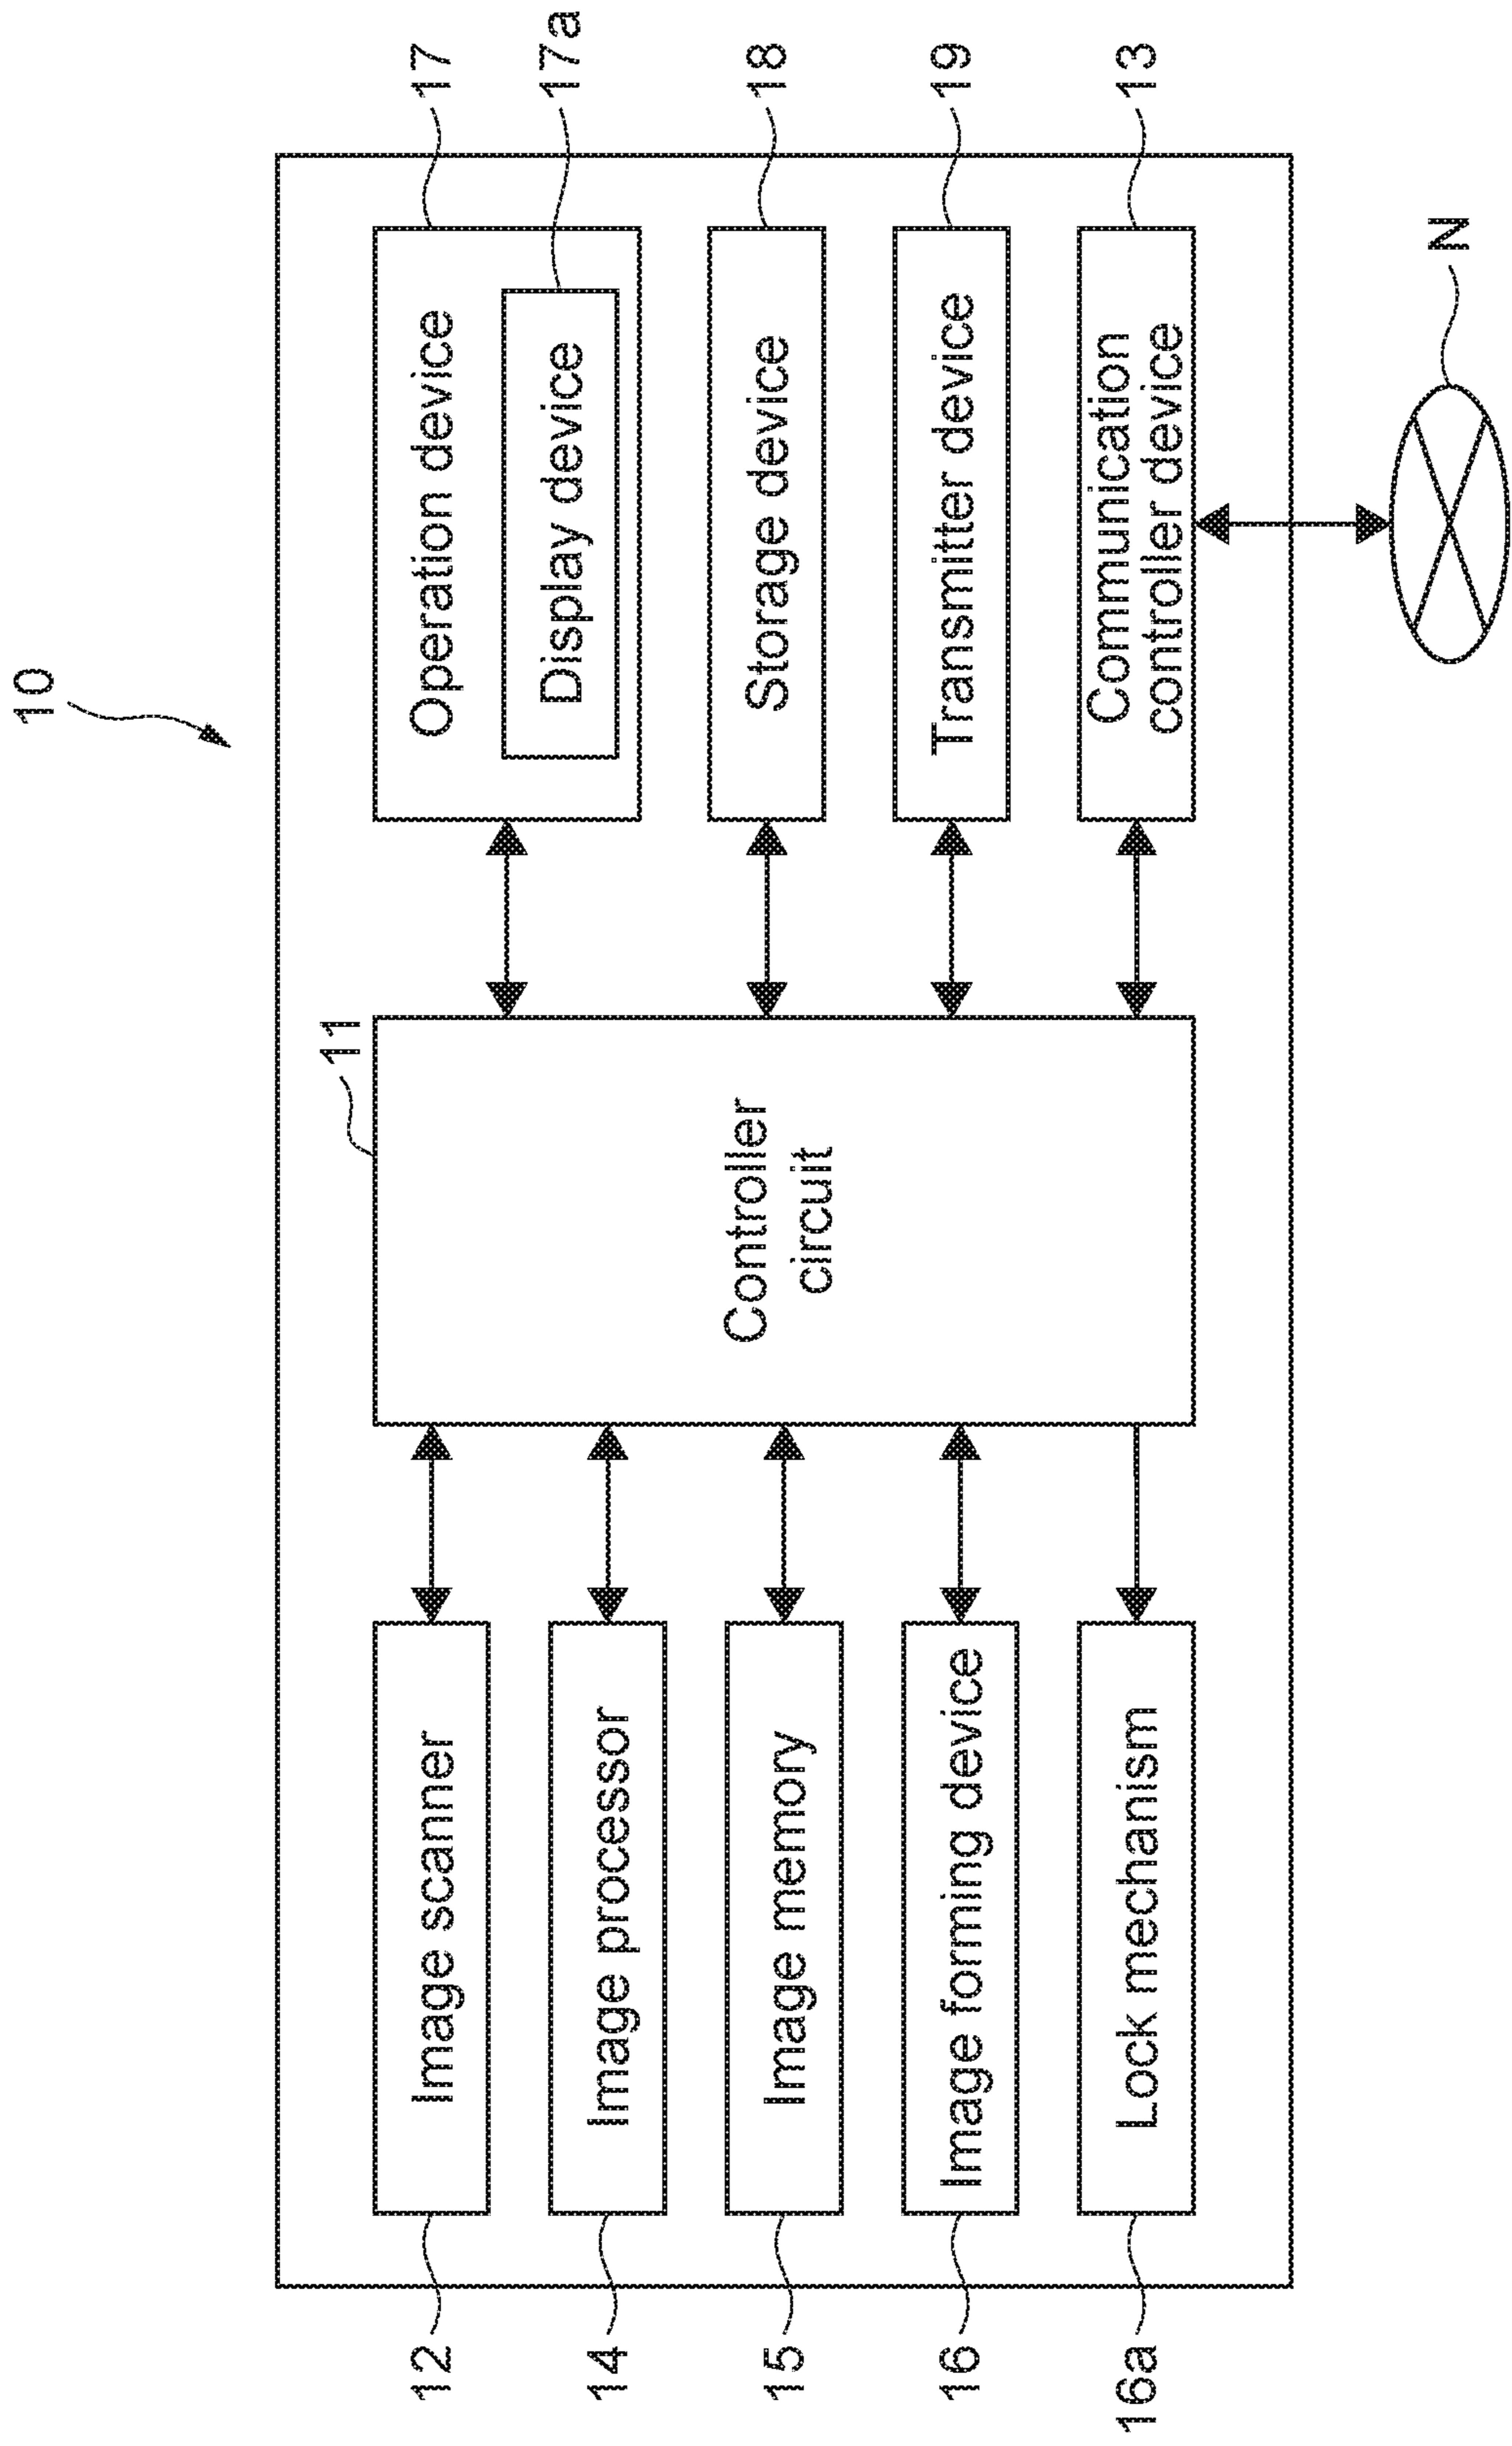 10
11
12
Image scanner
14
Image processor
15
Image memory
16
Image forming device
16a
Lock mechanism
Controller
circuit
Operation device
17
Display device
17a
Storage device
18
Transmitter device
19
Communication
controller device
13
N